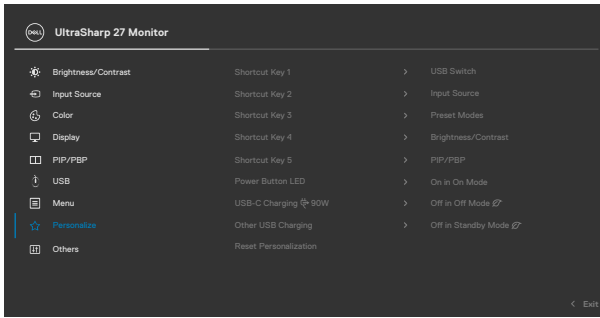 DELL UltraSharp 27 Monitor
Brightness/Contrast Shortcut Key 1 > USB Switch
Input Source Shortcut Key 2 > Input Source
Color Shortcut Key 3 > Preset Modes
Display Shortcut Key 4 > Brightness/Contrast
PIP/PBP Shortcut Key 5 > PIP/PBP
USB Power Button LED > On in On Mode
Menu USB-C Charging 90W > Off in Off Mode
Personalize Other USB Charging > Off in Standby Mode
Others Reset Personalization
< Exit